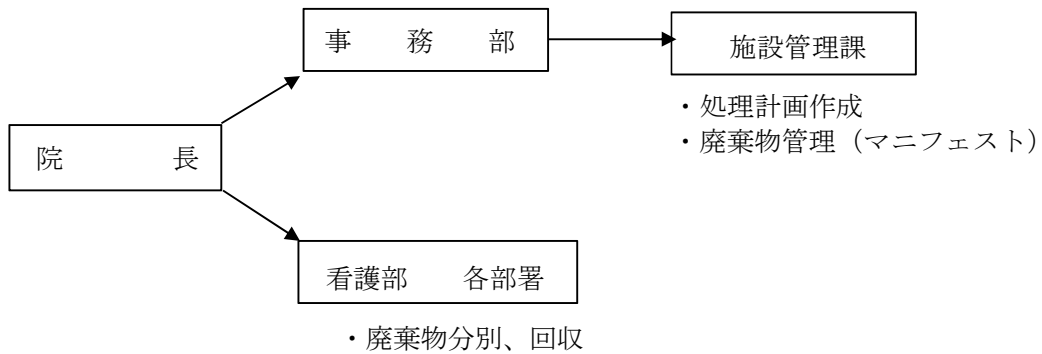 事　務　部
施設管理課
・処理計画作成
・廃棄物管理（マニフェスト）
院　　　長
看護部　各部署
・廃棄物分別、回収